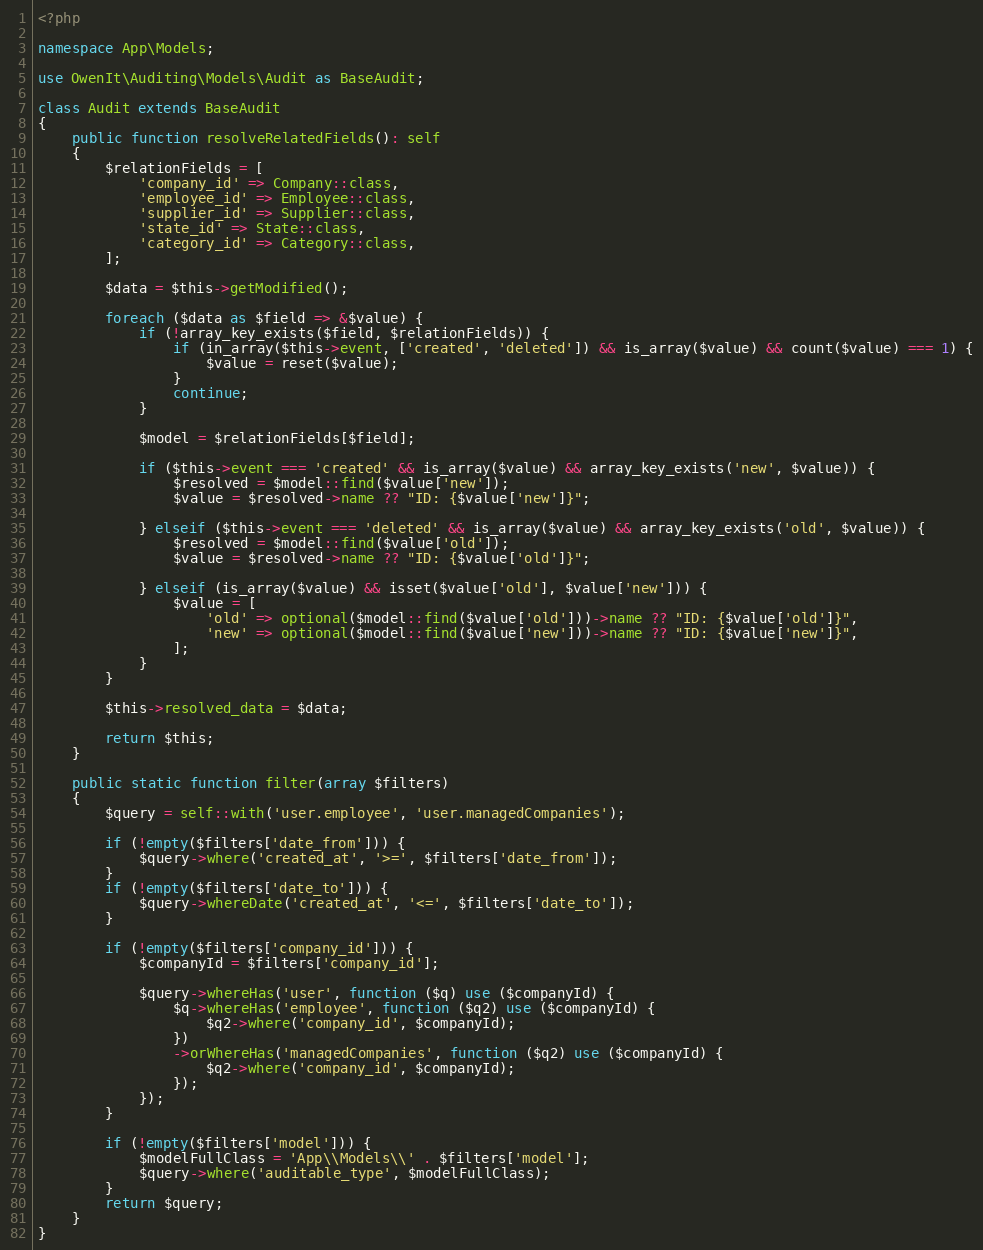 1 <?php
2
3 namespace App\Models;
4
5 use OwenIt\Auditing\Models\Audit as BaseAudit;
6
7 class Audit extends BaseAudit
8 {
9     public function resolveRelatedFields(): self
10     {
11         $relationFields = [
12             'company_id' => Company::class,
13             'employee_id' => Employee::class,
14             'supplier_id' => Supplier::class,
15             'state_id' => State::class,
16             'category_id' => Category::class,
17         ];
18
19         $data = $this->getModified();
20
21         foreach ($data as $field => &$value) {
22             if (!array_key_exists($field, $relationFields)) {
23                 if (in_array($this->event, ['created', 'deleted']) && is_array($value) && count($value) === 1) {
24                     $value = reset($value);
25                 }
26                 continue;
27             }
28
29             $model = $relationFields[$field];
30
31             if ($this->event === 'created' && is_array($value) && array_key_exists('new', $value)) {
32                 $resolved = $model::find($value['new']);
33                 $value = $resolved->name ?? "ID: {$value['new']}";
34
35             } elseif ($this->event === 'deleted' && is_array($value) && array_key_exists('old', $value)) {
36                 $resolved = $model::find($value['old']);
37                 $value = $resolved->name ?? "ID: {$value['old']}";
38
39             } elseif (is_array($value) && isset($value['old'], $value['new'])) {
40                 $value = [
41                     'old' => optional($model::find($value['old']))->name ?? "ID: {$value['old']}",
42                     'new' => optional($model::find($value['new']))->name ?? "ID: {$value['new']}",
43                 ];
44             }
45         }
46
47         $this->resolved_data = $data;
48
49         return $this;
50     }
51
52     public static function filter(array $filters)
53     {
54         $query = self::with('user.employee', 'user.managedCompanies');
55
56         if (!empty($filters['date_from'])) {
57             $query->where('created_at', '>=', $filters['date_from']);
58         }
59         if (!empty($filters['date_to'])) {
60             $query->whereDate('created_at', '<=', $filters['date_to']);
61         }
62
63         if (!empty($filters['company_id'])) {
64             $companyId = $filters['company_id'];
65
66             $query->whereHas('user', function ($q) use ($companyId) {
67                 $q->whereHas('employee', function ($q2) use ($companyId) {
68                     $q2->where('company_id', $companyId);
69                 })
70                 ->orWhereHas('managedCompanies', function ($q2) use ($companyId) {
71                     $q2->where('company_id', $companyId);
72                 });
73             });
74         }
75
76         if (!empty($filters['model'])) {
77             $modelFullClass = 'App\\Models\\' . $filters['model'];
78             $query->where('auditable_type', $modelFullClass);
79         }
80         return $query;
81     }
82 }